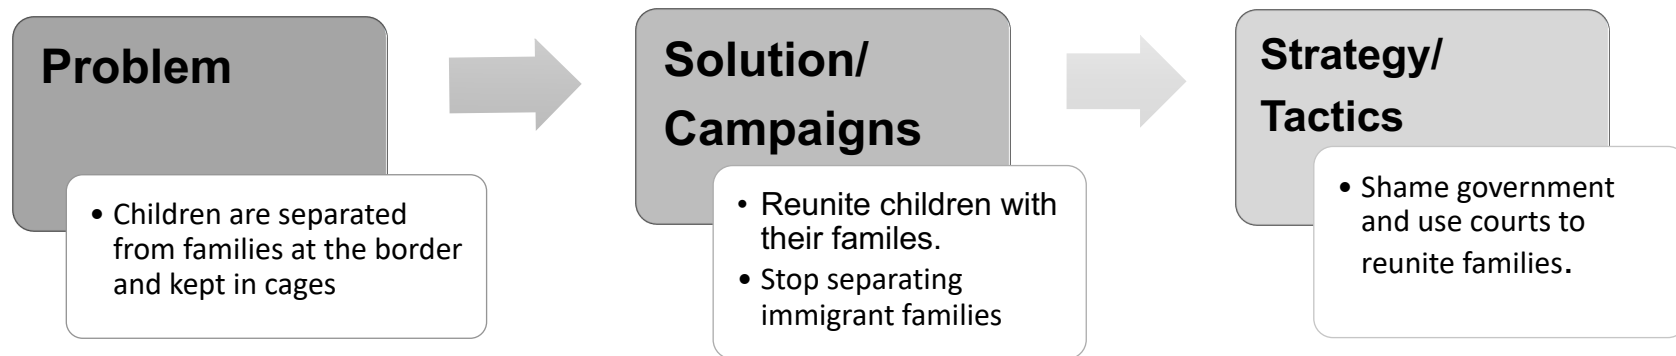 Problem
• Children are separated
from families at the border
and kept in cages
Solution/
Campaigns
• Reunite children with
their familes.
• Stop separating
immigrant families
Strategy/
Tactics
• Shame government
and use courts to
reunite families.